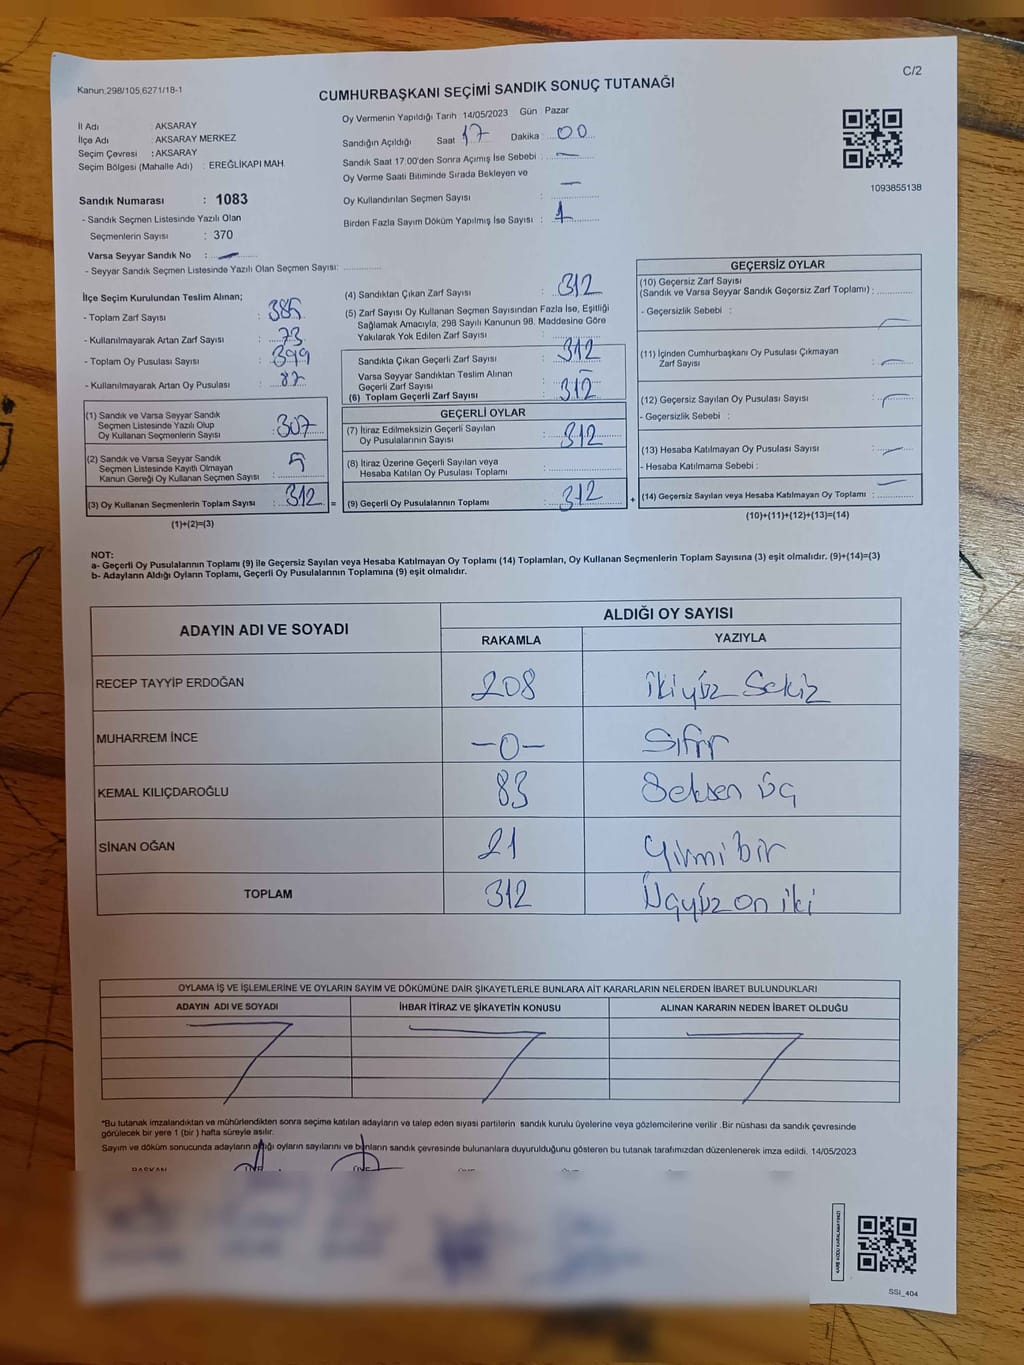 C/2
Kanun,298/105,6271/18-1
CUMHURBAŞKANI SEÇİMİ SANDIK SONUÇ TUTANAĞI
İl Adı : AKSARAY
İlçe Adı : AKSARAY MERKEZ
Seçim Çevresi : AKSARAY
Seçim Bölgesi (Mahalle Adı) : EREĞLİKAPI MAH.
Sandık Numarası : 1083
- Sandık Seçmen Listesinde Yazılı Olan
Seçmenlerin Sayısı : 370
Varsa Seyyar Sandık No : —
- Seyyar Sandık Seçmen Listesinde Yazılı Olan Seçmen Sayısı:
Oy Vermenin Yapıldığı Tarih 14/05/2023 Gün Pazar
Sandığın Açıldığı Saat 17 Dakika 00
Sandık Saat 17.00'den Sonra Açımış İse Sebebi : —
Oy Verme Saati Bitiminde Sırada Bekleyen ve
Oy Kullandırılan Seçmen Sayısı : —
Birden Fazla Sayım Döküm Yapılmış İse Sayısı : 1
1093855138
İlçe Seçim Kurulundan Teslim Alınan;
- Toplam Zarf Sayısı : 385
- Kullanılmayarak Artan Zarf Sayısı : 73
- Toplam Oy Pusulası Sayısı : 399
- Kullanılmayarak Artan Oy Pusulası : 87
(1) Sandık ve Varsa Seyyar Sandık
Seçmen Listesinde Yazılı Olup
Oy Kullanan Seçmenlerin Sayısı : 307
(2) Sandık ve Varsa Seyyar Sandık
Seçmen Listesinde Kayıtlı Olmayan
Kanun Gereği Oy Kullanan Seçmen Sayısı : 5
(3) Oy Kullanan Seçmenlerin Toplam Sayısı : 312 =
(1)+(2)=(3)
(4) Sandıktan Çıkan Zarf Sayısı : 312
(5) Zarf Sayısı Oy Kullanan Seçmen Sayısından Fazla İse, Eşitliği
Sağlamak Amacıyla, 298 Sayılı Kanunun 98. Maddesine Göre
Yakılarak Yok Edilen Zarf Sayısı :
Sandıkta Çıkan Geçerli Zarf Sayısı : 312
Varsa Seyyar Sandıktan Teslim Alınan
Geçerli Zarf Sayısı : —
(6) Toplam Geçerli Zarf Sayısı : 312
GEÇERLİ OYLAR
(7) İtiraz Edilmeksizin Geçerli Sayılan
Oy Pusulalarının Sayısı : 312
(8) İtiraz Üzerine Geçerli Sayılan veya
Hesaba Katılan Oy Pusulası Toplamı :
(9) Geçerli Oy Pusulalarının Toplamı : 312 +
GEÇERSİZ OYLAR
(10) Geçersiz Zarf Sayısı
(Sandık ve Varsa Seyyar Sandık Geçersiz Zarf Toplamı) :
- Geçersizlik Sebebi : —
(11) İçinden Cumhurbaşkanı Oy Pusulası Çıkmayan
Zarf Sayısı : —
(12) Geçersiz Sayılan Oy Pusulası Sayısı : —
- Geçersizlik Sebebi :
(13) Hesaba Katılmayan Oy Pusulası Sayısı : —
- Hesaba Katılmama Sebebi :
(14) Geçersiz Sayılan veya Hesaba Katılmayan Oy Toplamı : —
(10)+(11)+(12)+(13)=(14)
NOT:
a- Geçerli Oy Pusulalarının Toplamı (9) ile Geçersiz Sayılan veya Hesaba Katılmayan Oy Toplamı (14) Toplamları, Oy Kullanan Seçmenlerin Toplam Sayısına (3) eşit olmalıdır. (9)+(14)=(3)
b- Adayların Aldığı Oyların Toplamı, Geçerli Oy Pusulalarının Toplamına (9) eşit olmalıdır.
ADAYIN ADI VE SOYADI ALDIĞI OY SAYISI
RAKAMLA YAZIYLA
RECEP TAYYİP ERDOĞAN 208 ikiyüz Sekiz
MUHARREM İNCE —0— Sıfır
KEMAL KILIÇDAROĞLU 83 Seksen üç
SİNAN OĞAN 21 Yirmi bir
TOPLAM 312 Üçyüz on iki
OYLAMA İŞ VE İŞLEMLERİNE VE OYLARIN SAYIM VE DÖKÜMÜNE DAİR ŞİKAYETLERLE BUNLARA AİT KARARLARIN NELERDEN İBARET BULUNDUKLARI
ADAYIN ADI VE SOYADI İHBAR İTİRAZ VE ŞİKAYETİN KONUSU ALINAN KARARIN NEDEN İBARET OLDUĞU
*Bu tutanak imzalandıktan ve mühürlendikten sonra seçime katılan adayların ve talep eden siyasi partilerin sandık kurulu üyelerine veya gözlemcilerine verilir .Bir nüshası da sandık çevresinde
görülecek bir yere 1 (bir ) hafta süreyle asılır.
Sayım ve döküm sonucunda adayların aldığı oyların sayılarını ve bunların sandık çevresinde bulunanlara duyurulduğunu gösteren bu tutanak tarafımızdan düzenlenerek imza edildi. 14/05/2023
BAŞKAN
SSI_404